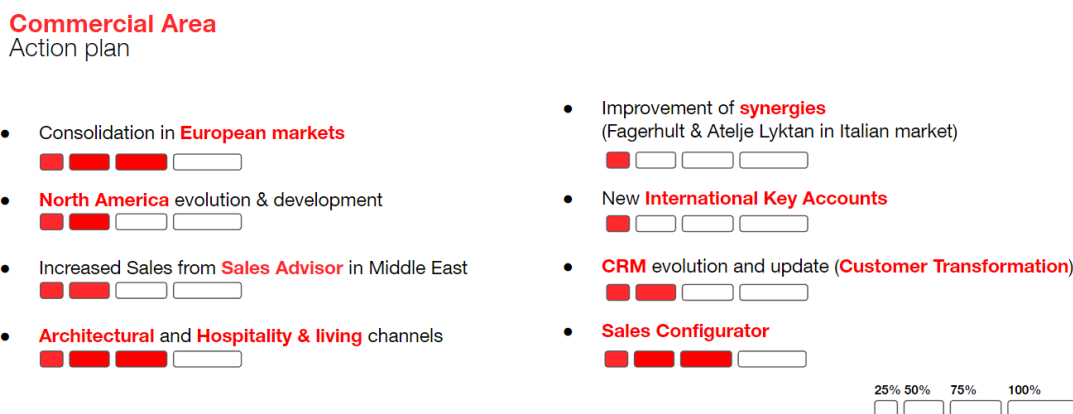 Commercial Area
Action plan
• Consolidation in European markets
• North America evolution & development
• Increased Sales from Sales Advisor in Middle East
• Architectural and Hospitality & living channels
• Improvement of synergies
(Fagerhult & Atelje Lyktan in Italian market)
• New International Key Accounts
• CRM evolution and update (Customer Transformation)
• Sales Configurator
25% 50% 75% 100%